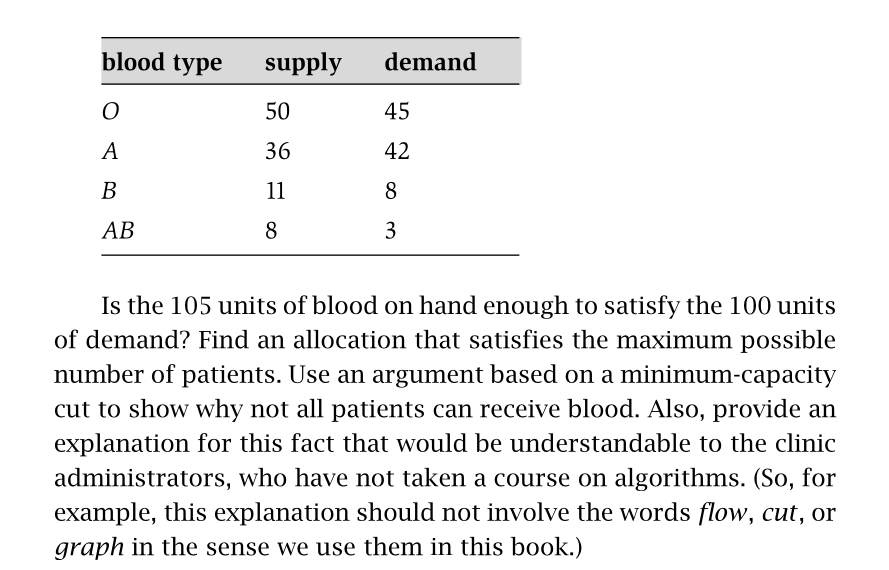 blood type supply demand
O 50 45
A 36 42
B 11 8
AB 8 3
Is the 105 units of blood on hand enough to satisfy the 100 units
of demand? Find an allocation that satisfies the maximum possible
number of patients. Use an argument based on a minimum-capacity
cut to show why not all patients can receive blood. Also, provide an
explanation for this fact that would be understandable to the clinic
administrators, who have not taken a course on algorithms. (So, for
example, this explanation should not involve the words flow, cut, or
graph in the sense we use them in this book.)